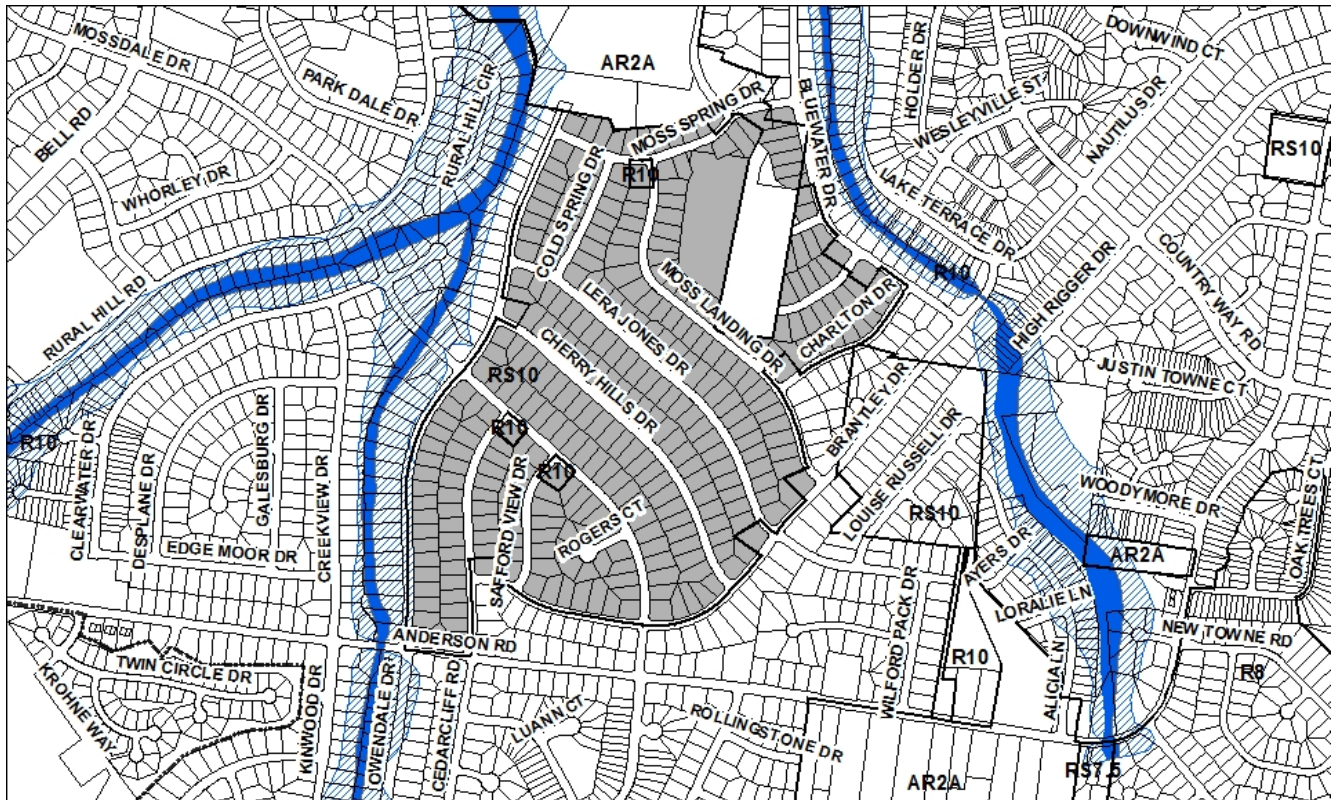 MOSSDALE DR
PARK DALE DR
BELL RD
WHORLEY DR
RURAL HILL CIR
RURAL HILL RD
AR2A
MOSS SPRING DR
BLUEWATER DR
HOLDER DR
DOWNWIND CT
WESLEYVILLE ST
NAUTILUS DR
RS10
R10
COLD SPRING DR
LAKE TERRACE DR
R10
HIGH RIGGER DR
COUNTRY WAY RD
MOSS LANDING DR
LERA JONES DR
CHARLTON DR
CHERRY HILLS DR
RS10
BRANTLEY DR
JUSTIN TOWNE CT
R10
R10
R10
CLEARWATER DR
DESPLANE DR
GALESBURG DR
CREEKVIEW DR
EDGE MOOR DR
SAFFORD VIEW DR
ROGERS CT
LOUISE RUSSELL DR
RS10
WOODYMORE DR
OAK TREES CT
AYERS DR
AR2A
LORALIE LN
NEW TOWNE RD
ANDERSON RD
TWIN CIRCLE DR
KROHNE WAY
KINWOOD DR
OWENDALE DR
CEDARCLIFF RD
LUANN CT
ROLLINGSTONE DR
WILFORD PACK DR
R10
ALICIA LN
R8
RS7.5
AR2A